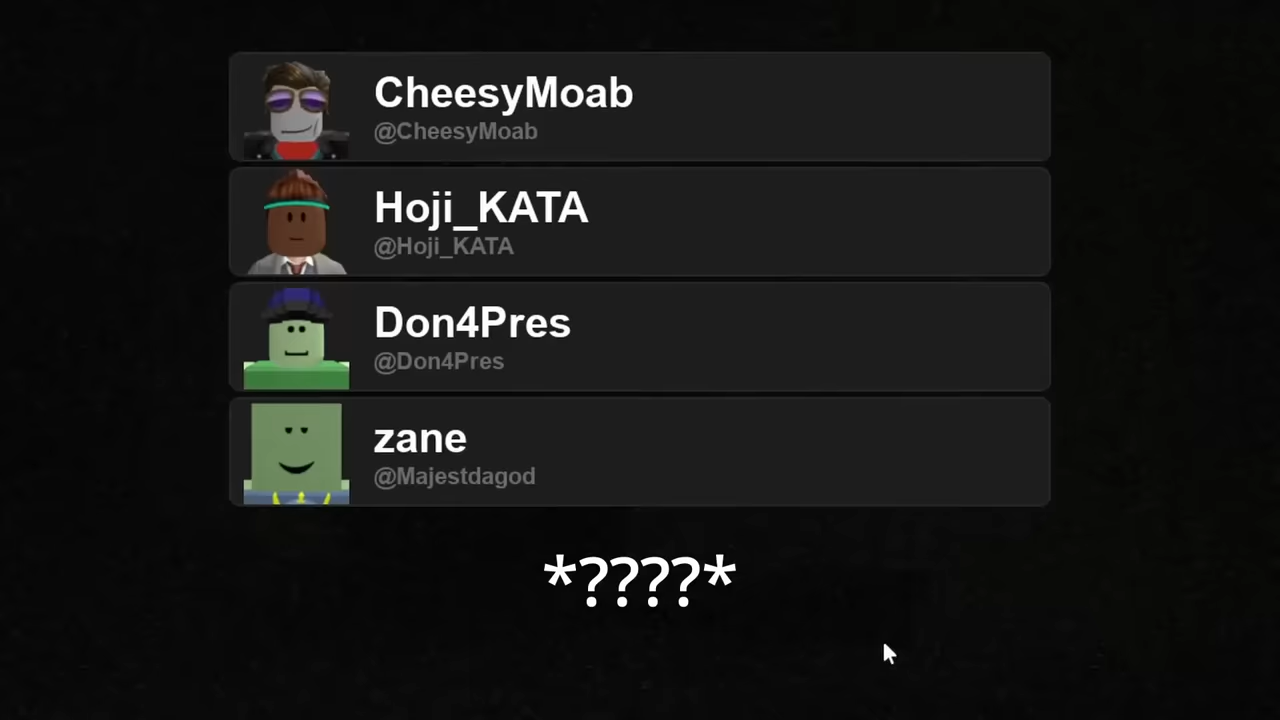 CheesyMoab
@CheesyMoab
Hoji_KATA
@Hoji_KATA
Don4Pres
@Don4Pres
zane
@Majestdagod
*????*